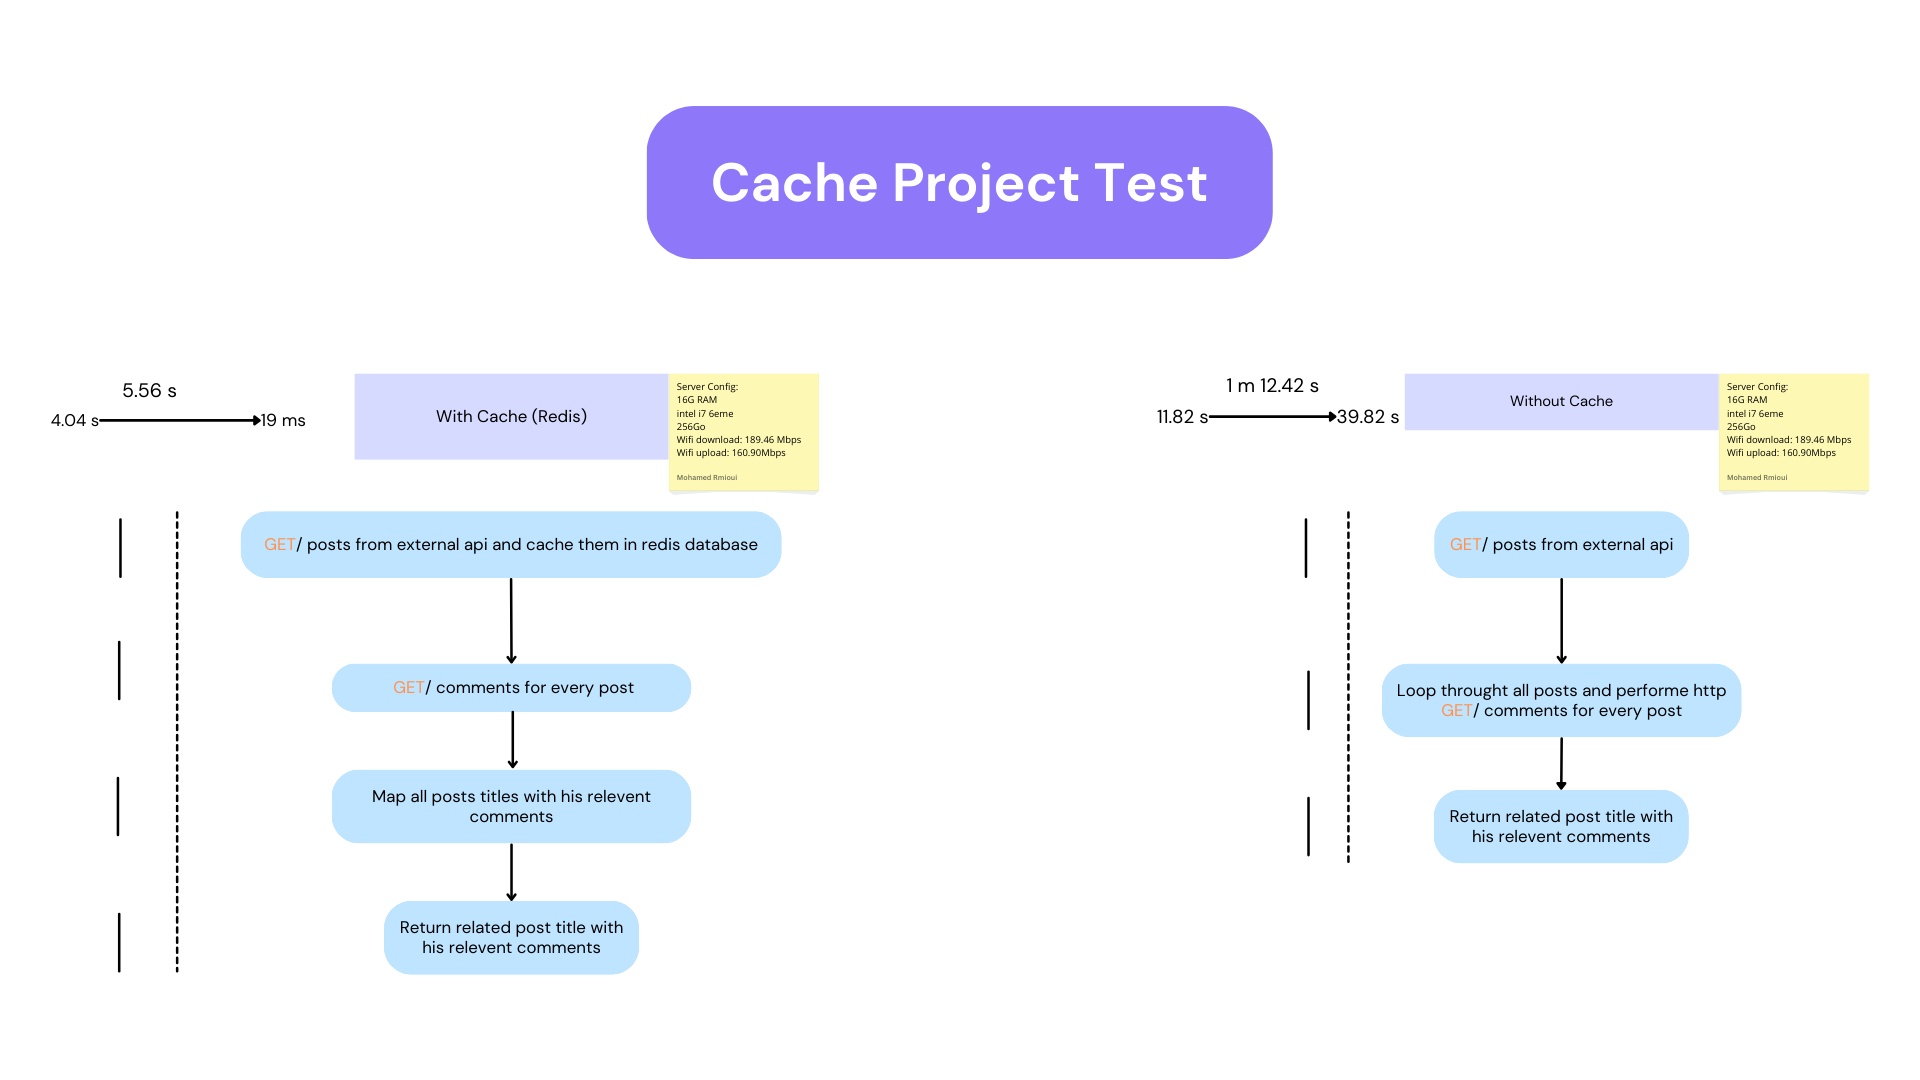 Cache Project Test
5.56 s
4.04 s
19 ms
With Cache (Redis)
Server Config:
16G RAM
intel i7 6eme
256Go
Wifi download: 189.46 Mbps
Wifi upload: 160.90Mbps
Mohamed Rmioui
GET/ posts from external api and cache them in redis database
GET/ comments for every post
Map all posts titles with his relevent
comments
Return related post title with
his relevent comments
1 m 12.42 s
11.82 s
39.82 s
Without Cache
Server Config:
16G RAM
intel i7 6eme
256Go
Wifi download: 189.46 Mbps
Wifi upload: 160.90Mbps
Mohamed Rmioui
GET/ posts from external api
Loop throught all posts and performe http
GET/ comments for every post
Return related post title with
his relevent comments